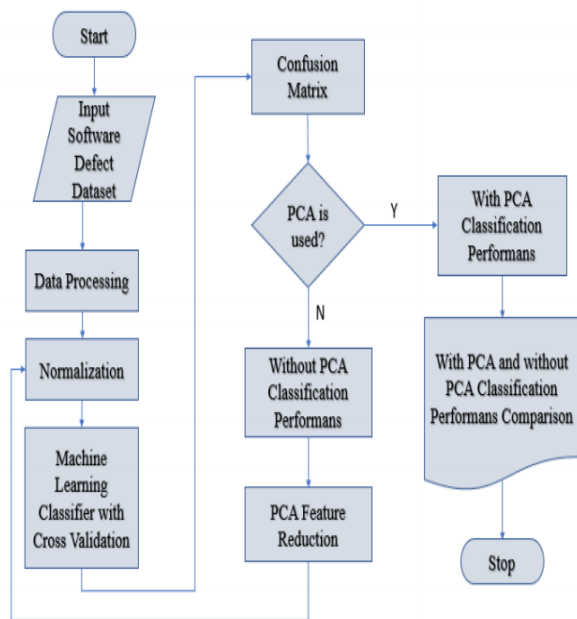 Start
Input
Software
Defect
Dataset
Data Processing
Normalization
Machine
Learning
Classifier with
Cross Validation
Confusion
Matrix
PCA is
used?
Y
N
Without PCA
Classification
Performans
PCA Feature
Reduction
With PCA
Classification
Performans
With PCA and without
PCA Classification
Performans Comparison
Stop